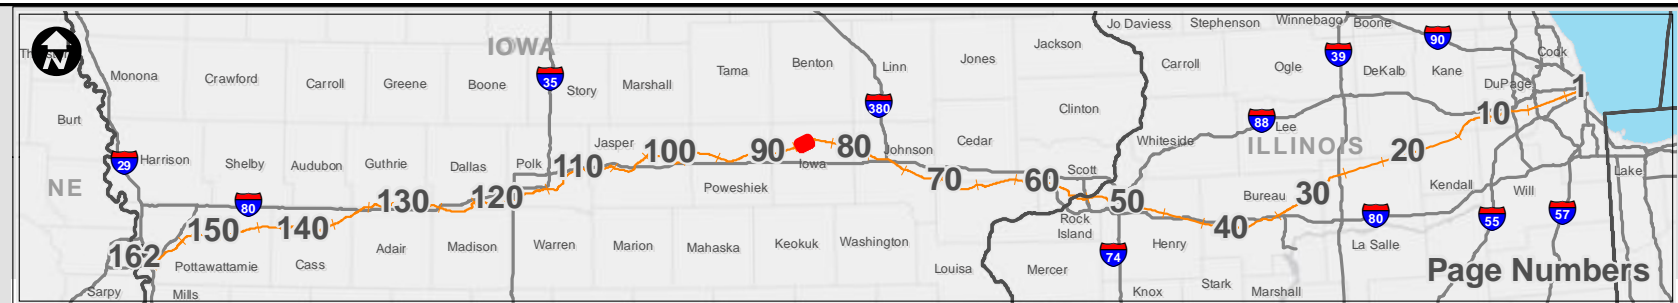 N
IOWA
NE
ILLINOIS
Monona
Crawford
Carroll
Greene
Boone
Story
Marshall
Tama
Benton
Linn
Jones
Jackson
Jo Daviess
Stephenson
Winnebago
Boone
Carroll
Ogle
DeKalb
Kane
Cook
DuPage
Burt
Harrison
Shelby
Audubon
Guthrie
Dallas
Polk
Jasper
Poweshiek
Iowa
Johnson
Cedar
Clinton
Scott
Whiteside
Lee
Bureau
Kendall
Will
Lake
Pottawattamie
Cass
Adair
Madison
Warren
Marion
Mahaska
Keokuk
Washington
Louisa
Rock
Island
Mercer
Henry
Knox
Stark
Marshall
La Salle
Sarpy
Mills
29
80
35
380
88
39
90
74
80
55
57
1
10
20
30
40
50
60
70
80
90
100
110
120
130
140
150
162
Page Numbers